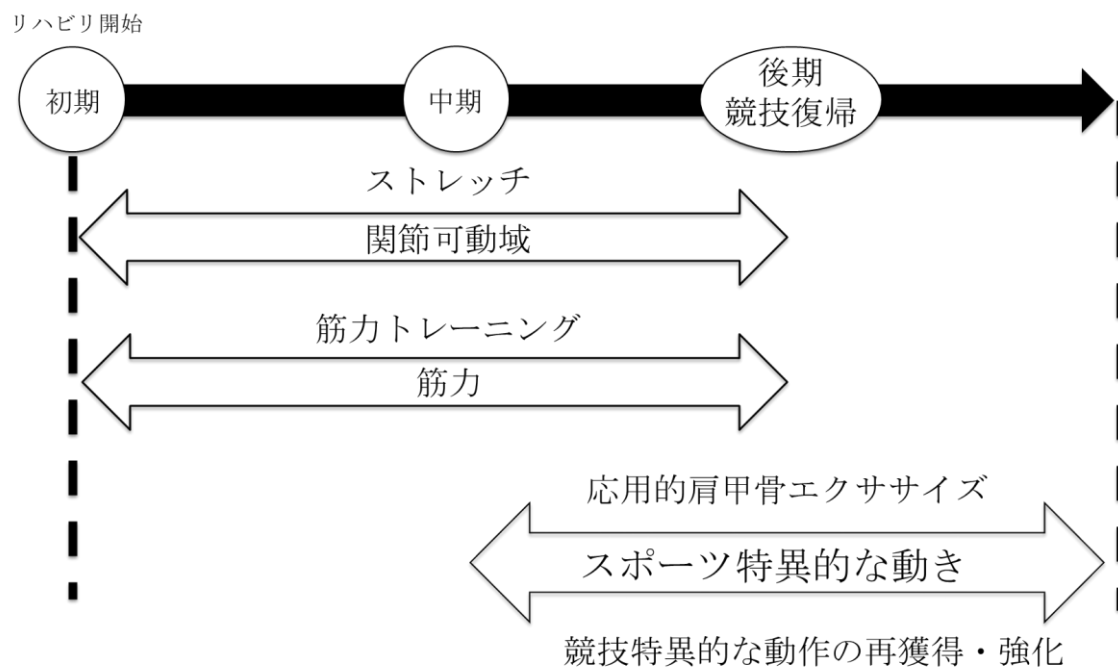 リハビリ開始
初期
中期
後期
競技復帰
ストレッチ
関節可動域
筋力トレーニング
筋力
応用的肩甲骨エクササイズ
スポーツ特異的な動き
競技特異的な動作の再獲得・強化